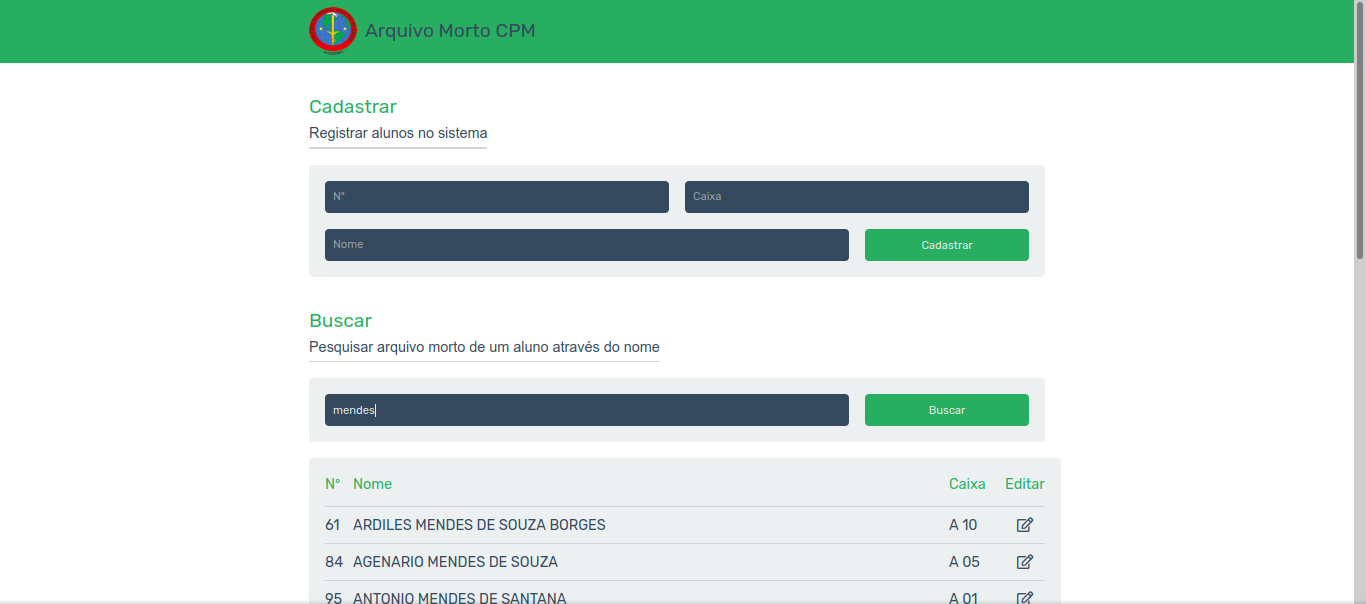 Arquivo Morto CPM
Cadastrar
Registrar alunos no sistema
Nº Caixa
Nome Cadastrar
Buscar
Pesquisar arquivo morto de um aluno através do nome
mendes Buscar
Nº Nome Caixa Editar
61 ARDILES MENDES DE SOUZA BORGES A 10
84 AGENARIO MENDES DE SOUZA A 05
95 ANTONIO MENDES DE SANTANA A 01